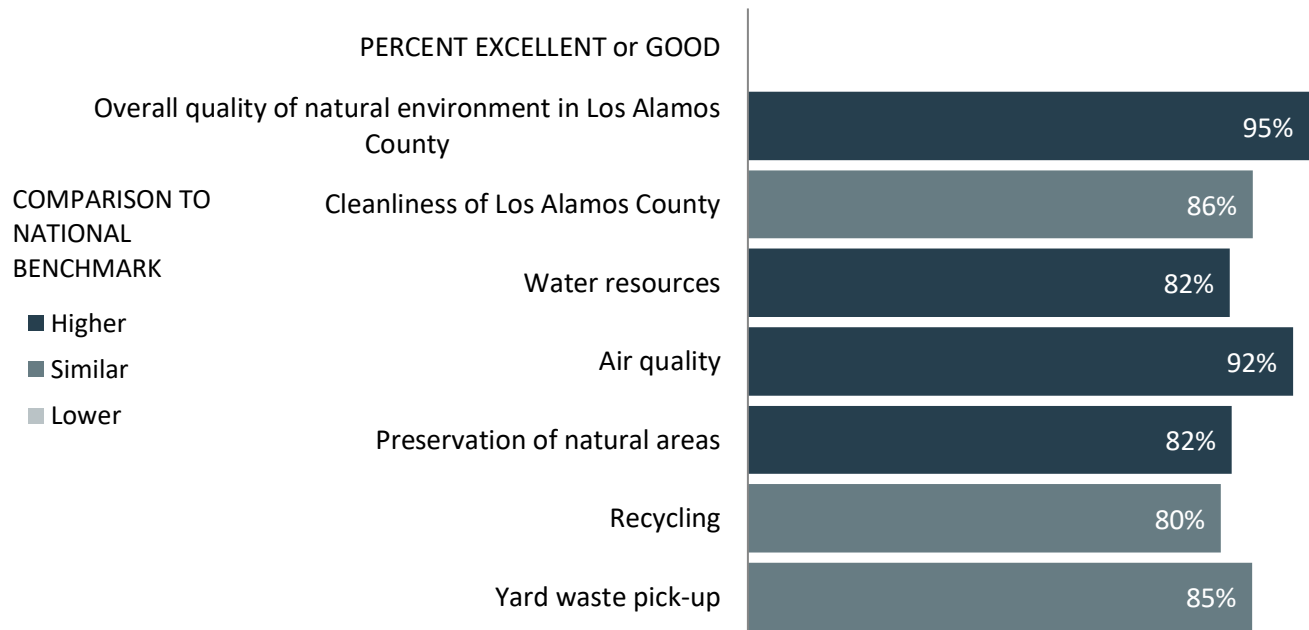 PERCENT EXCELLENT or GOOD
Overall quality of natural environment in Los Alamos
County
95%
COMPARISON TO
NATIONAL
BENCHMARK
Higher
Similar
Lower
Cleanliness of Los Alamos County
86%
Water resources
82%
Air quality
92%
Preservation of natural areas
82%
Recycling
80%
Yard waste pick-up
85%